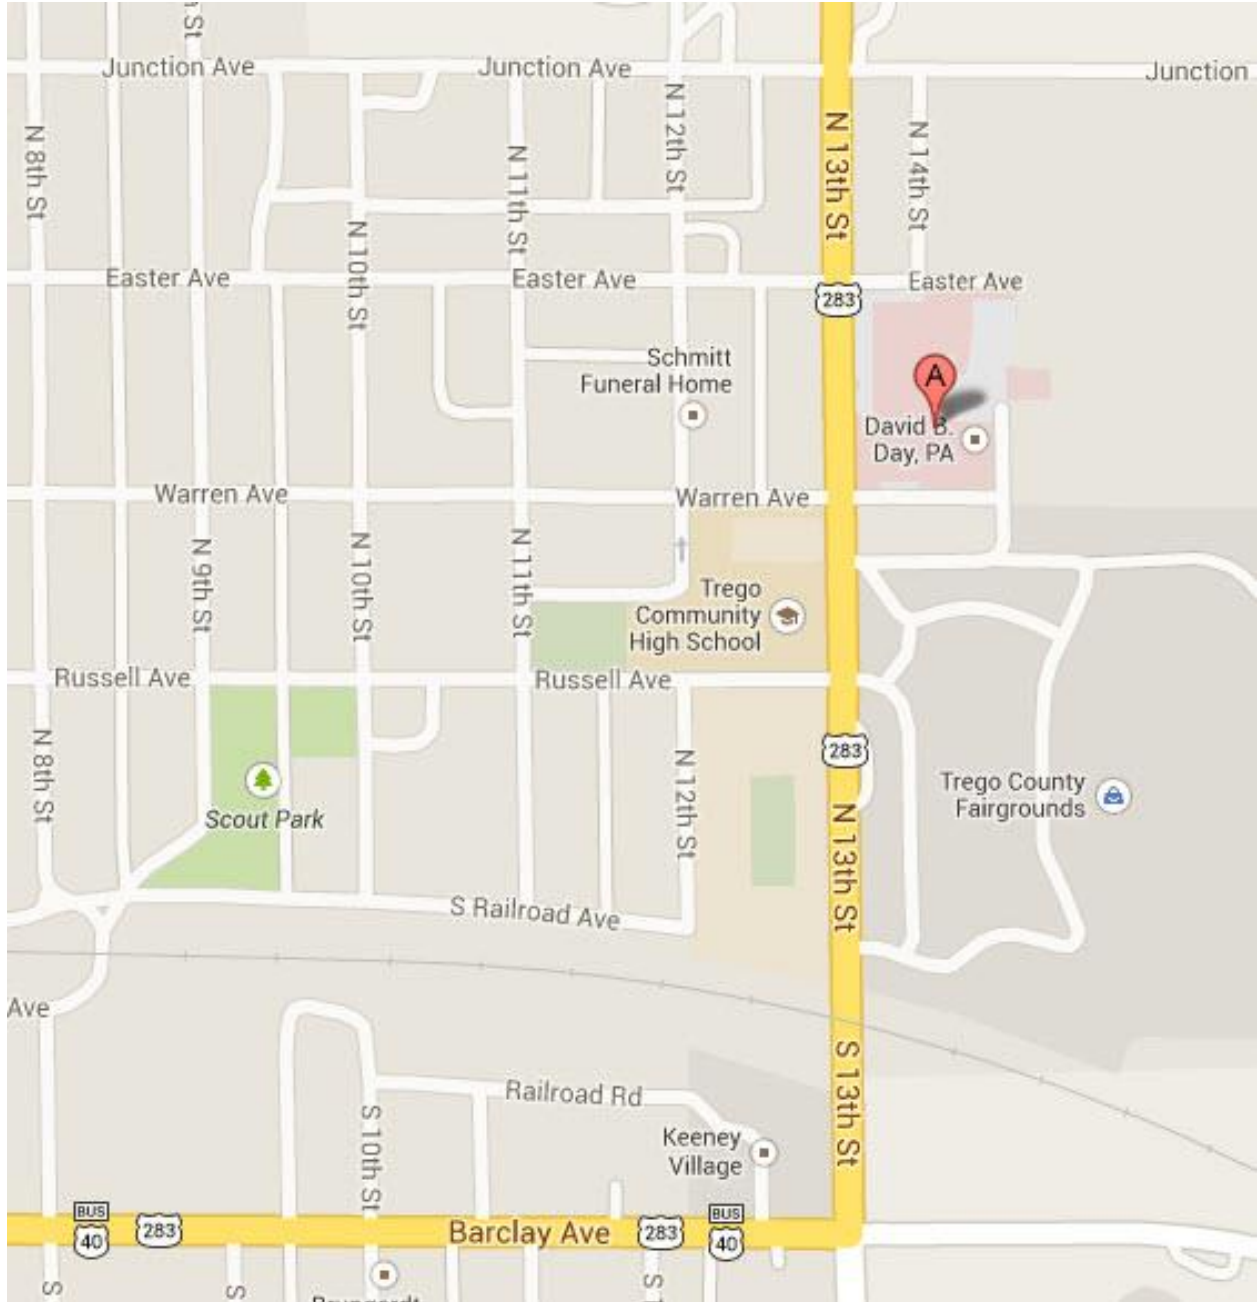 St
Junction Ave
Junction Ave
Junction
N 8th St
N 12th St
N 13th St
N 14th St
N 11th St
N 10th St
Easter Ave
Easter Ave
Easter Ave
283
Schmitt
Funeral Home
A
David B.
Day, PA
Warren Ave
Warren Ave
N 9th St
N 10th St
N 11th St
Trego
Community
High School
Russell Ave
Russell Ave
N 8th St
283
N 12th St
Trego County
Fairgrounds
Scout Park
N 13th St
S Railroad Ave
Ave
S 13th St
Railroad Rd
S 10th St
Keeney
Village
BUS
40
283
Barclay Ave
283
BUS
40
S
S
S